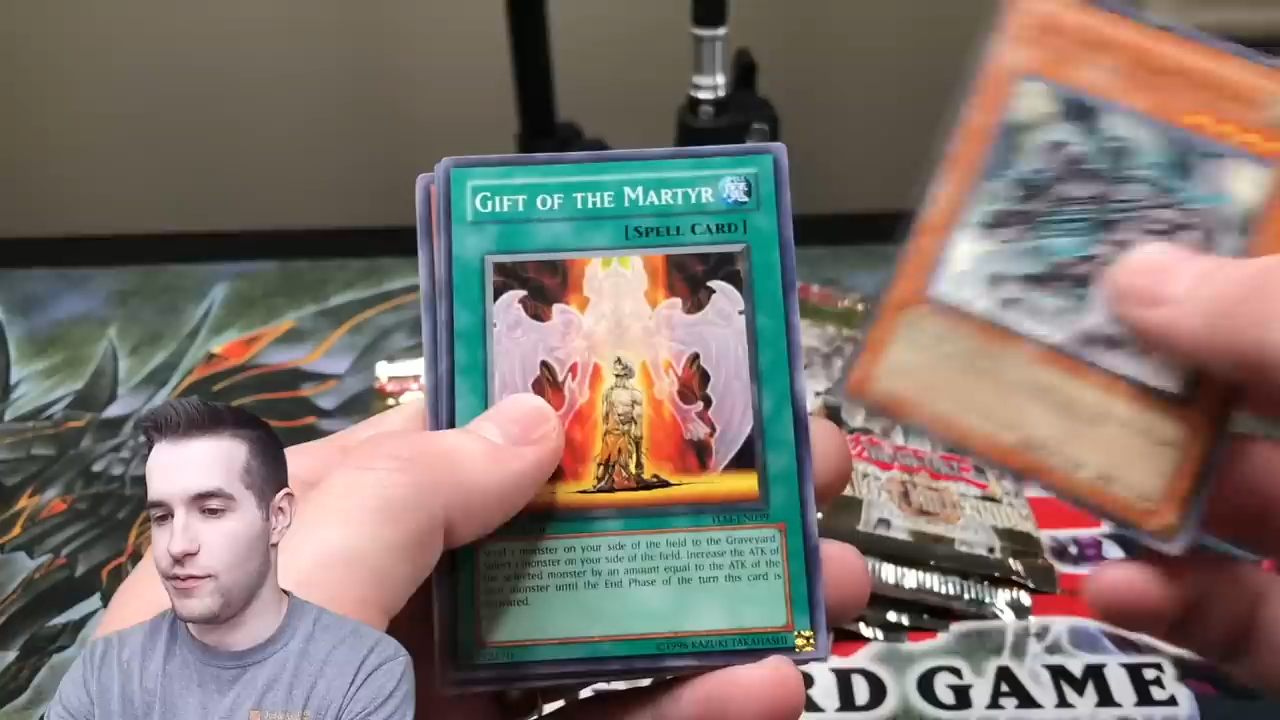 GIFT OF THE MARTYR
[SPELL CARD]
monster on your side of the field to the Graveyard
Select 1 monster on your side of the field. Increase the ATK of
the selected monster by an amount equal to the ATK of the
monster until the End Phase of the turn this card is
activated.
©1996 KAZUKI TAKAHASHI
RD GAME